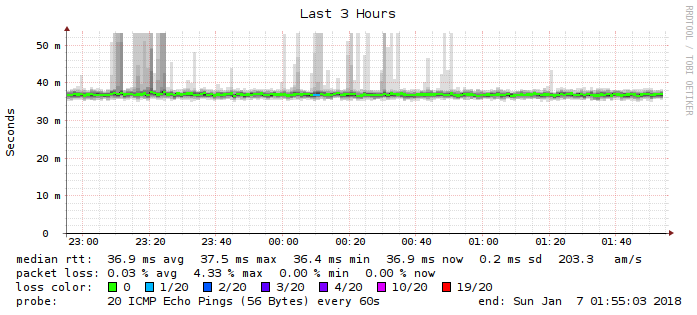 Last 3 Hours
RRDTOOL / TOBI OETIKER
Seconds
50 m
40 m
30 m
20 m
10 m
0
23:00 23:20 23:40 00:00 00:20 00:40 01:00 01:20 01:40
median rtt: 36.9 ms avg 37.5 ms max 36.4 ms min 36.9 ms now 0.2 ms sd 203.3 am/s
packet loss: 0.03 % avg 4.33 % max 0.00 % min 0.00 % now
loss color: 0 1/20 2/20 3/20 4/20 10/20 19/20
probe: 20 ICMP Echo Pings (56 Bytes) every 60s end: Sun Jan 7 01:55:03 2018